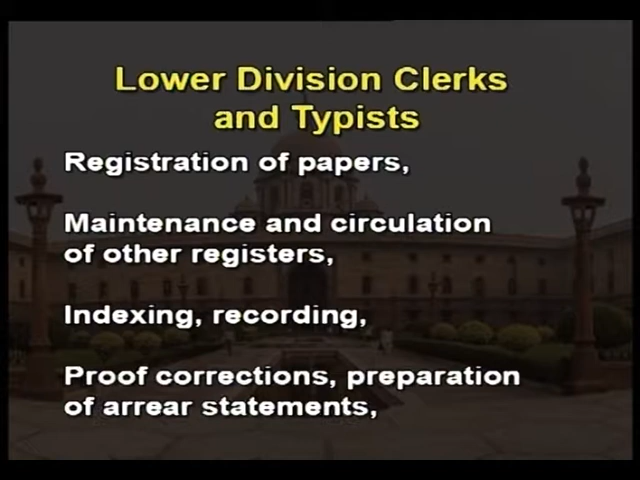 Lower Division Clerks
and Typists
Registration of papers,
Maintenance and circulation
of other registers,
Indexing, recording,
Proof corrections, preparation
of arrear statements,